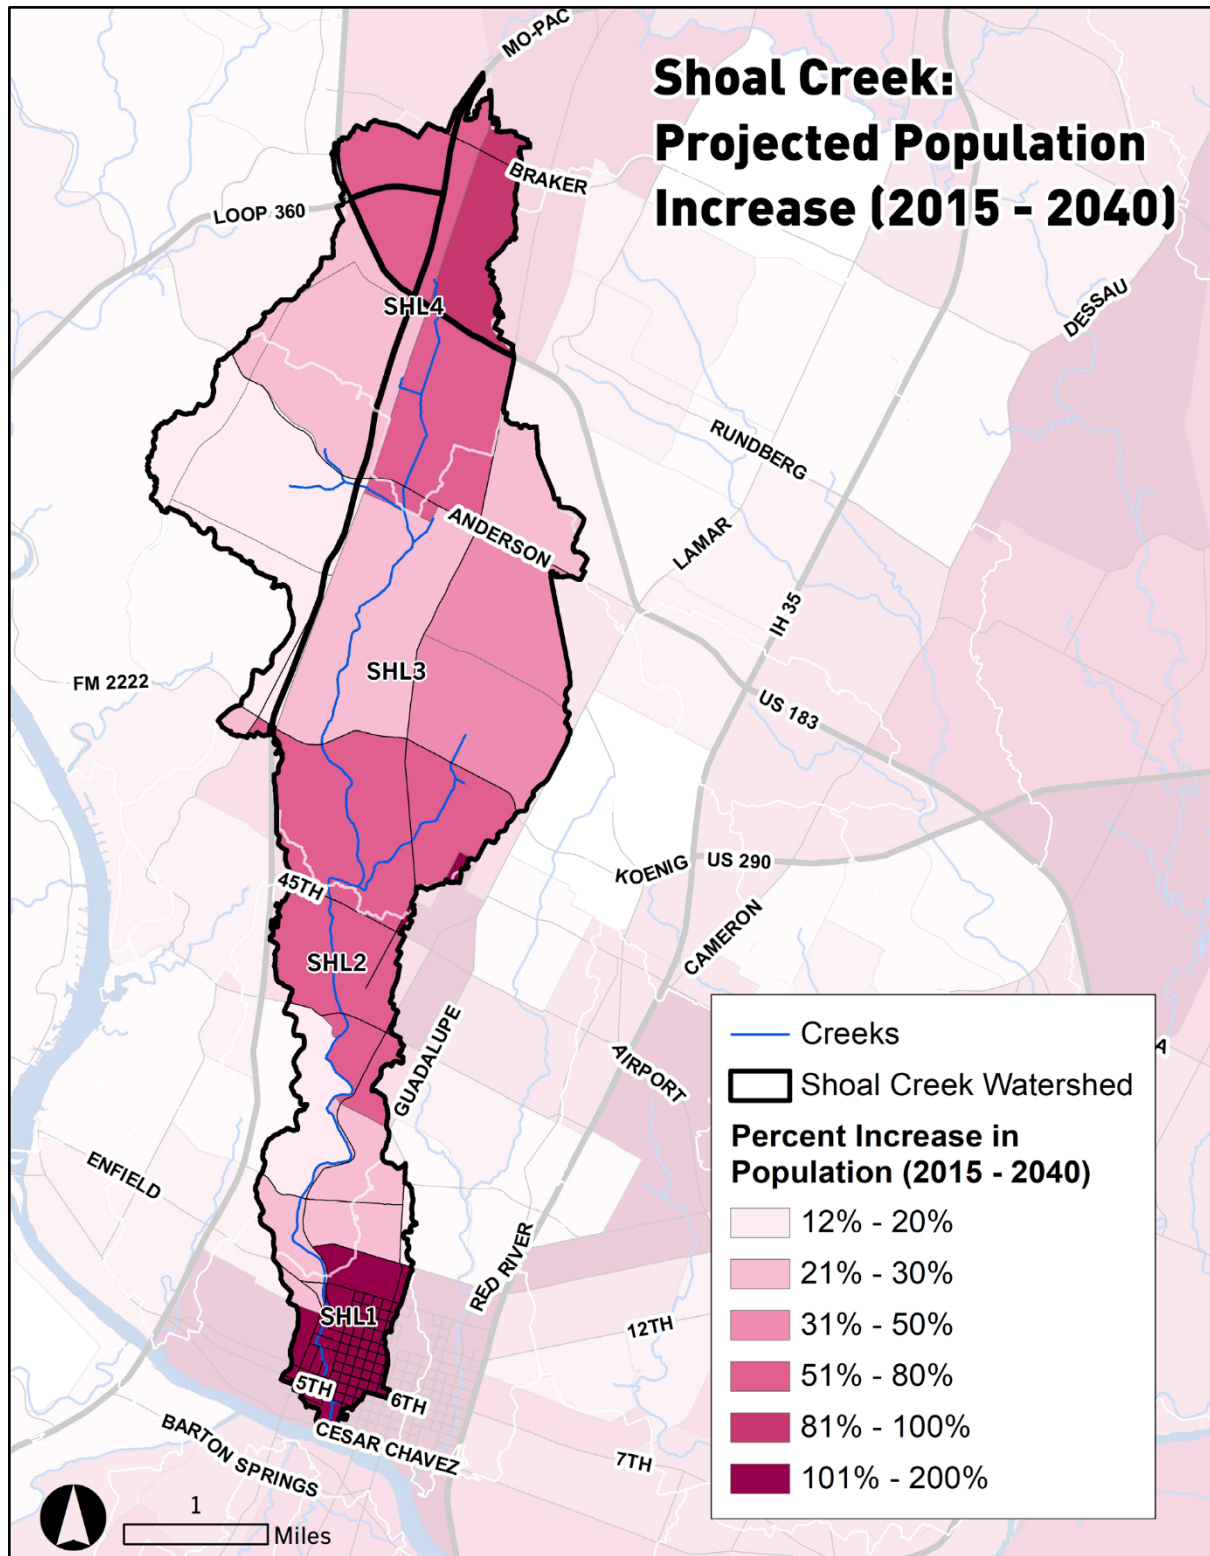 MO-PAC
Shoal Creek:
Projected Population
Increase (2015 - 2040)
BRAKER
LOOP 360
DESSAU
SHL4
RUNDBERG
ANDERSON
LAMAR
IH 35
SHL3
FM 2222
US 183
KOENIG
US 290
45TH
CAMERON
SHL2
GUADALUPE
AIRPORT
A
ENFIELD
RED RIVER
SHL1
12TH
5TH
6TH
CESAR CHAVEZ
BARTON SPRINGS
7TH
Creeks
Shoal Creek Watershed
Percent Increase in
Population (2015 - 2040)
12% - 20%
21% - 30%
31% - 50%
51% - 80%
81% - 100%
101% - 200%
1
Miles